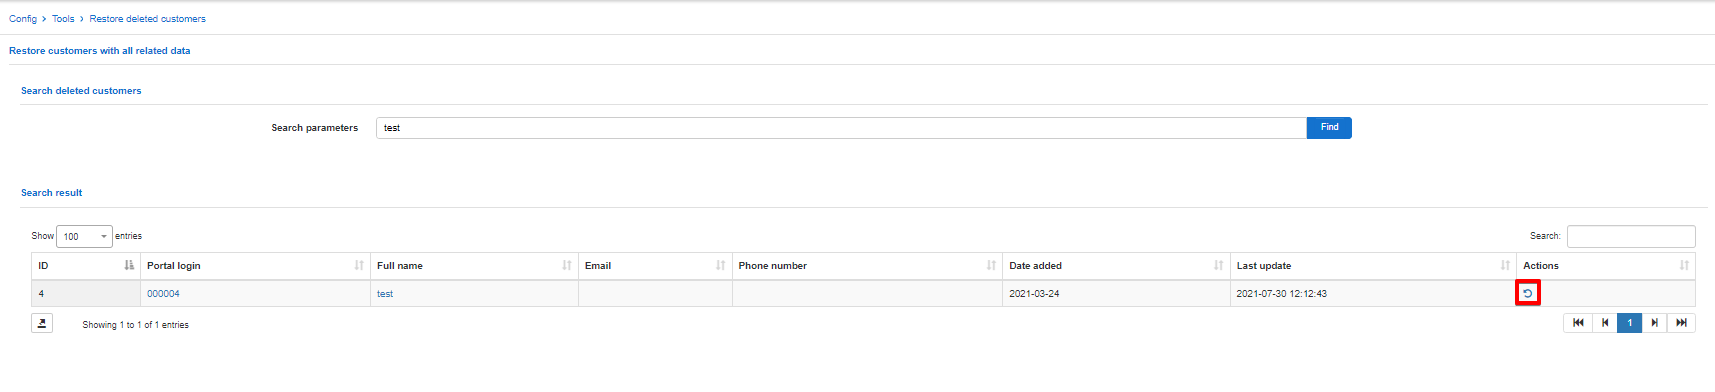 Config > Tools > Restore deleted customers
Restore customers with all related data
Search deleted customers
Search parameters test Find
Search result
Show 100 entries Search:
ID Portal login Full name Email Phone number Date added Last update Actions
4 000004 test 2021-03-24 2021-07-30 12:12:43
Showing 1 to 1 of 1 entries 1